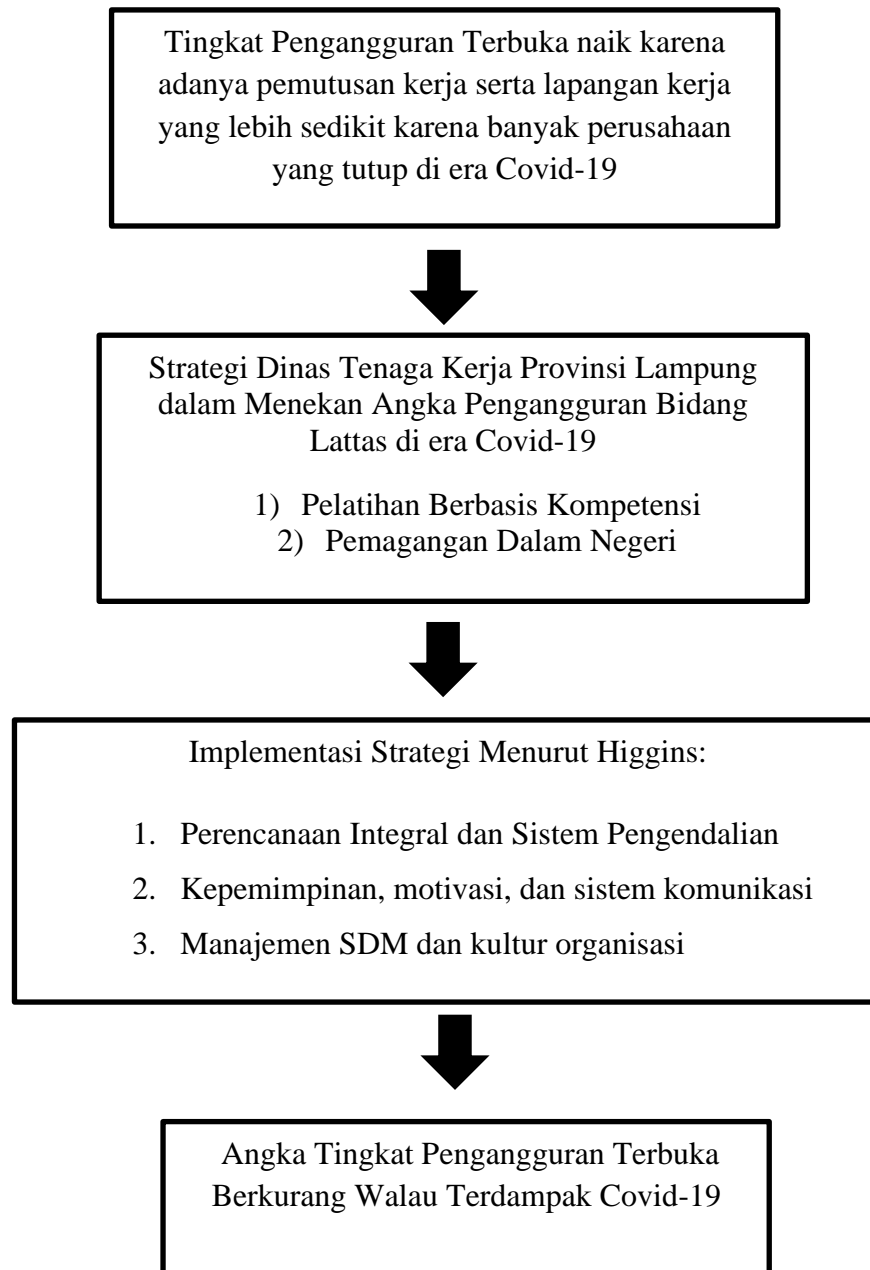 Tingkat Pengangguran Terbuka naik karena
adanya pemutusan kerja serta lapangan kerja
yang lebih sedikit karena banyak perusahaan
yang tutup di era Covid-19
Strategi Dinas Tenaga Kerja Provinsi Lampung
dalam Menekan Angka Pengangguran Bidang
Lattas di era Covid-19
1) Pelatihan Berbasis Kompetensi
2) Pemagangan Dalam Negeri
Implementasi Strategi Menurut Higgins:
1. Perencanaan Integral dan Sistem Pengendalian
2. Kepemimpinan, motivasi, dan sistem komunikasi
3. Manajemen SDM dan kultur organisasi
Angka Tingkat Pengangguran Terbuka
Berkurang Walau Terdampak Covid-19